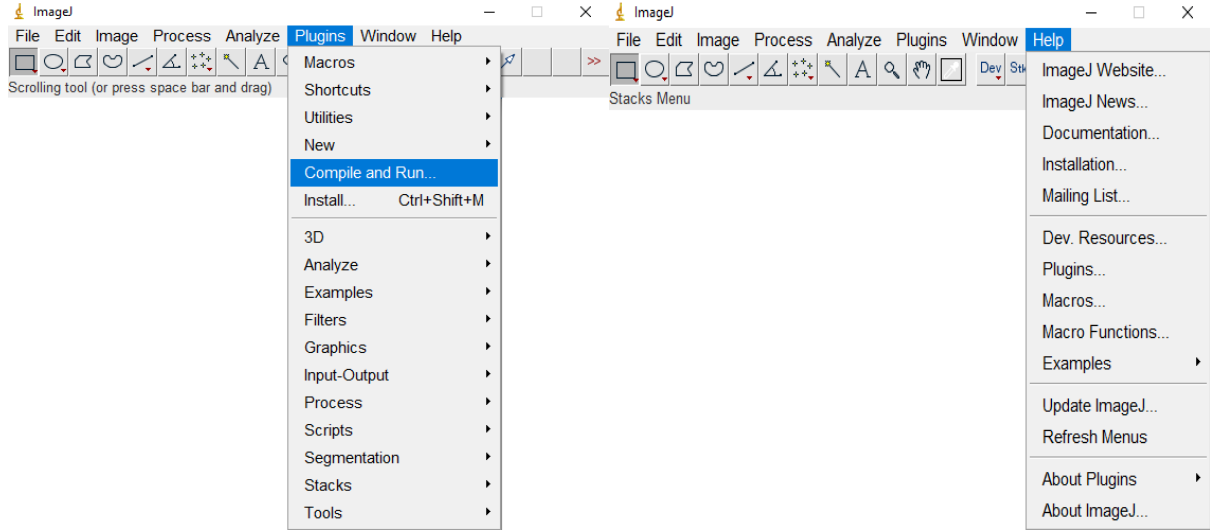 ImageJ
File Edit Image Process Analyze Plugins Window Help
A
>>
Scrolling tool (or press space bar and drag)
Macros
Shortcuts
Utilities
New
Compile and Run...
Install... Ctrl+Shift+M
3D
Analyze
Examples
Filters
Graphics
Input-Output
Process
Scripts
Segmentation
Stacks
Tools
ImageJ
File Edit Image Process Analyze Plugins Window Help
A Dev Stk
Stacks Menu
ImageJ Website...
ImageJ News...
Documentation...
Installation...
Mailing List...
Dev. Resources...
Plugins...
Macros...
Macro Functions...
Examples
Update ImageJ...
Refresh Menus
About Plugins
About ImageJ...